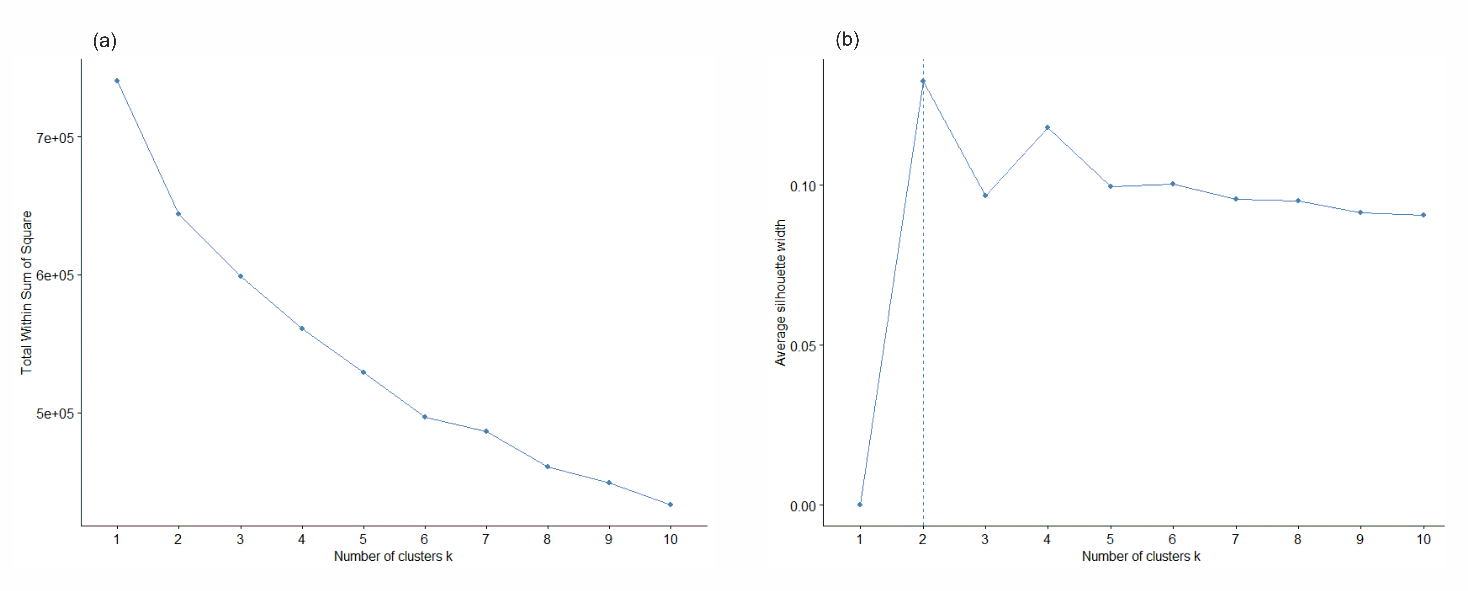 (a)
Total Within Sum of Square
7e+05
6e+05
5e+05
1 2 3 4 5 6 7 8 9 10
Number of clusters k
(b)
Average silhouette width
0.10
0.05
0.00
1 2 3 4 5 6 7 8 9 10
Number of clusters k